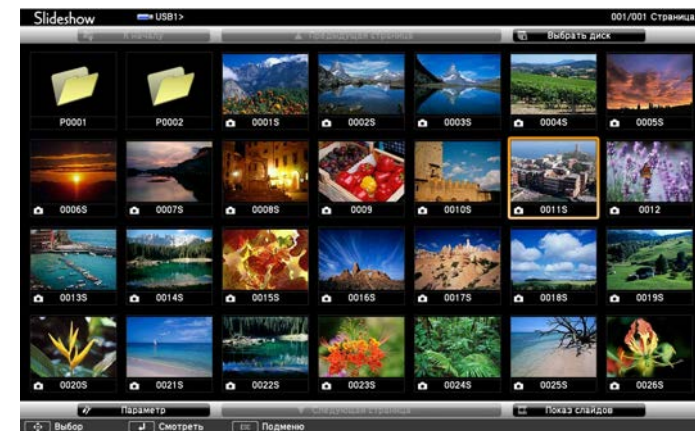 Slideshow USB1> 001/001 Страница
К началу Предыдущая страница Выбрать диск
P0001 P0002 0001S 0002S 0003S 0004S 0005S
0006S 0007S 0008S 0009 0010S 0011S 0012
0013S 0014S 0015S 0016S 0017S 0018S 0019S
0020S 0021S 0022S 0023S 0024S 0025S 0026S
Параметр Следующая страница Показ слайдов
Выбор Смотреть Esc Подменю